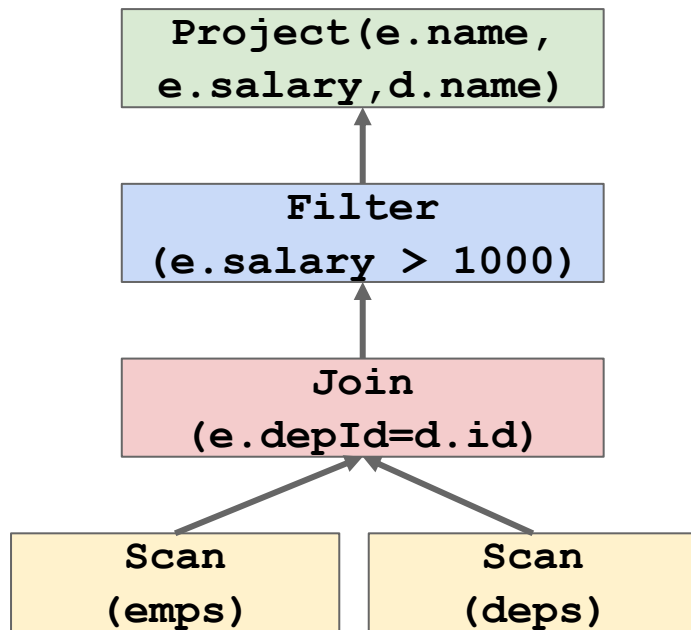 Project(e.name,
e.salary,d.name)
Filter
(e.salary > 1000)
Join
(e.depId=d.id)
Scan
(emps)
Scan
(deps)